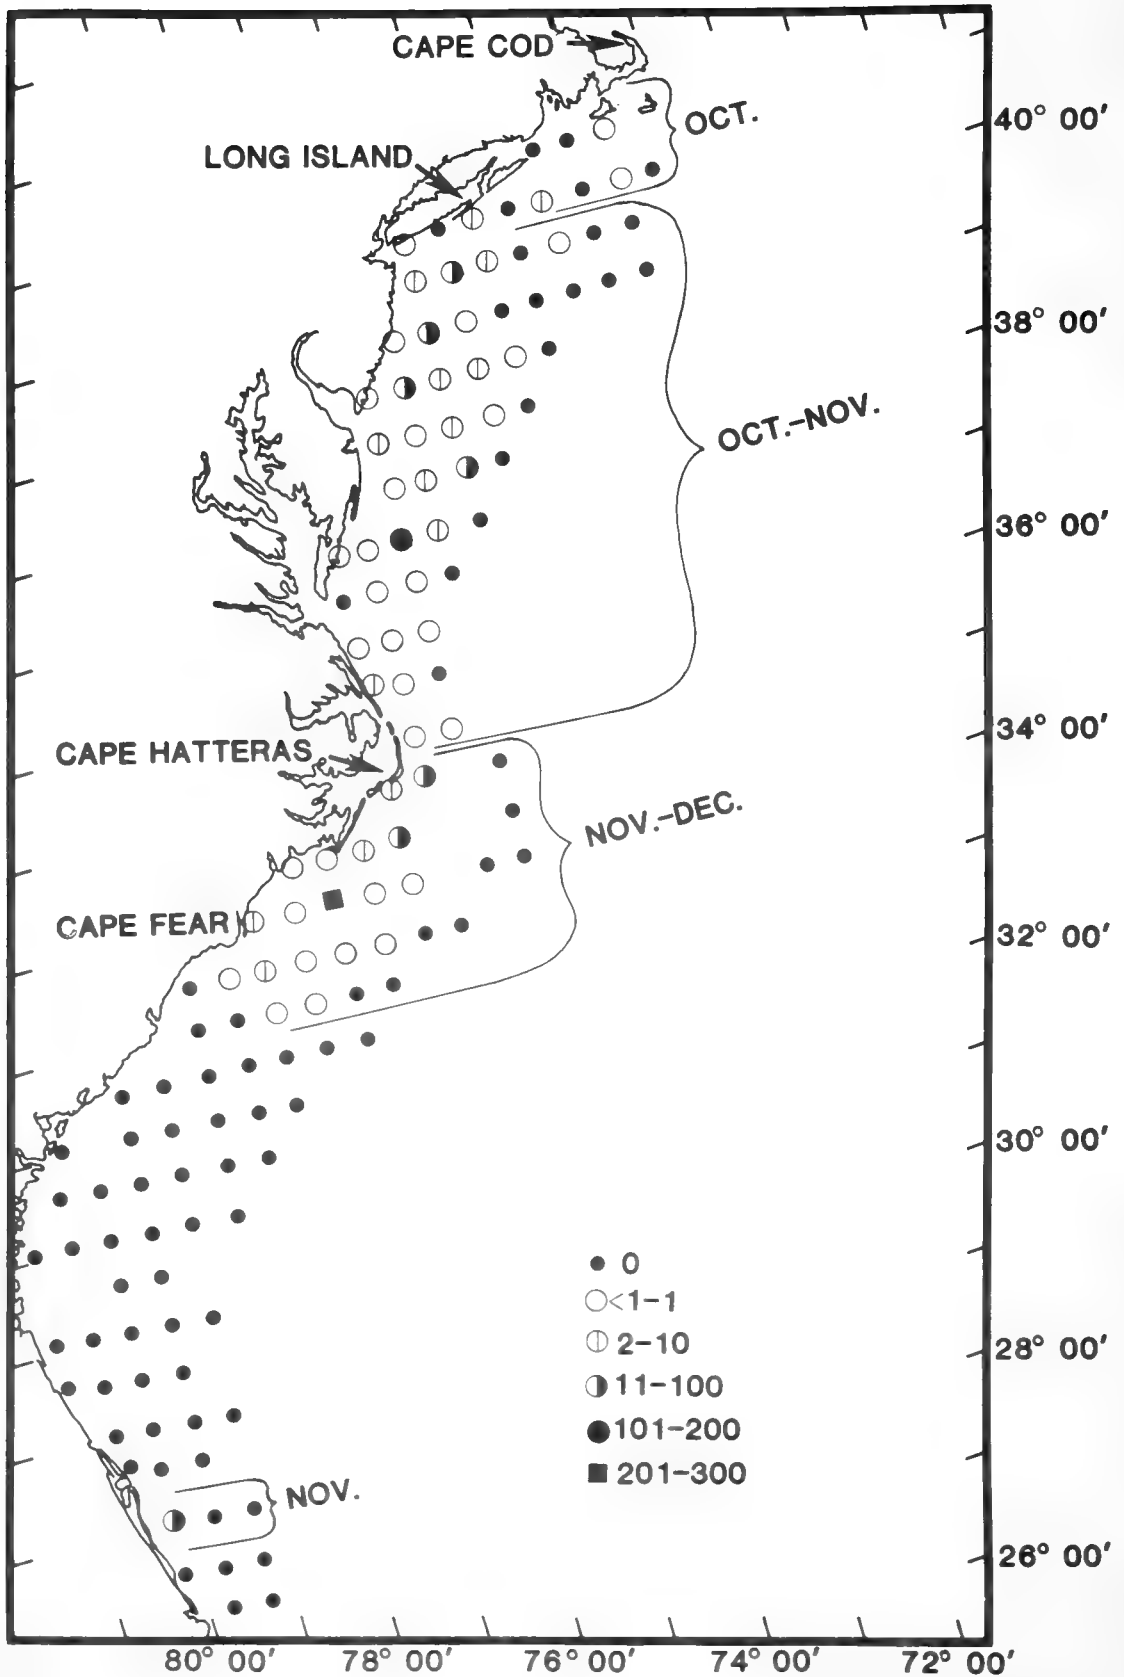 CAPE COD
40° 00′
OCT.
LONG ISLAND
38° 00′
OCT.-NOV.
36° 00′
34° 00′
CAPE HATTERAS
NOV.-DEC.
CAPE FEAR
32° 00′
30° 00′
0
<1-1
28° 00′
2-10
11-100
101-200
201-300
NOV.
26° 00′
80° 00′ 78° 00′ 76° 00′ 74° 00′ 72° 00′